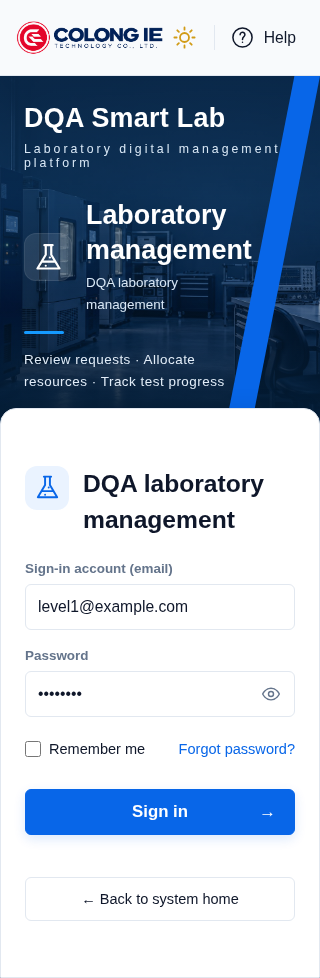 COLONG IE
TECHNOLOGY CO., LTD.
Help
DQA Smart Lab
Laboratory digital management
platform
Laboratory
management
DQA laboratory
management
Review requests · Allocate
resources · Track test progress
DQA laboratory
management
Sign-in account (email)
level1@example.com
Password
••••••••
Remember me
Forgot password?
Sign in →
← Back to system home